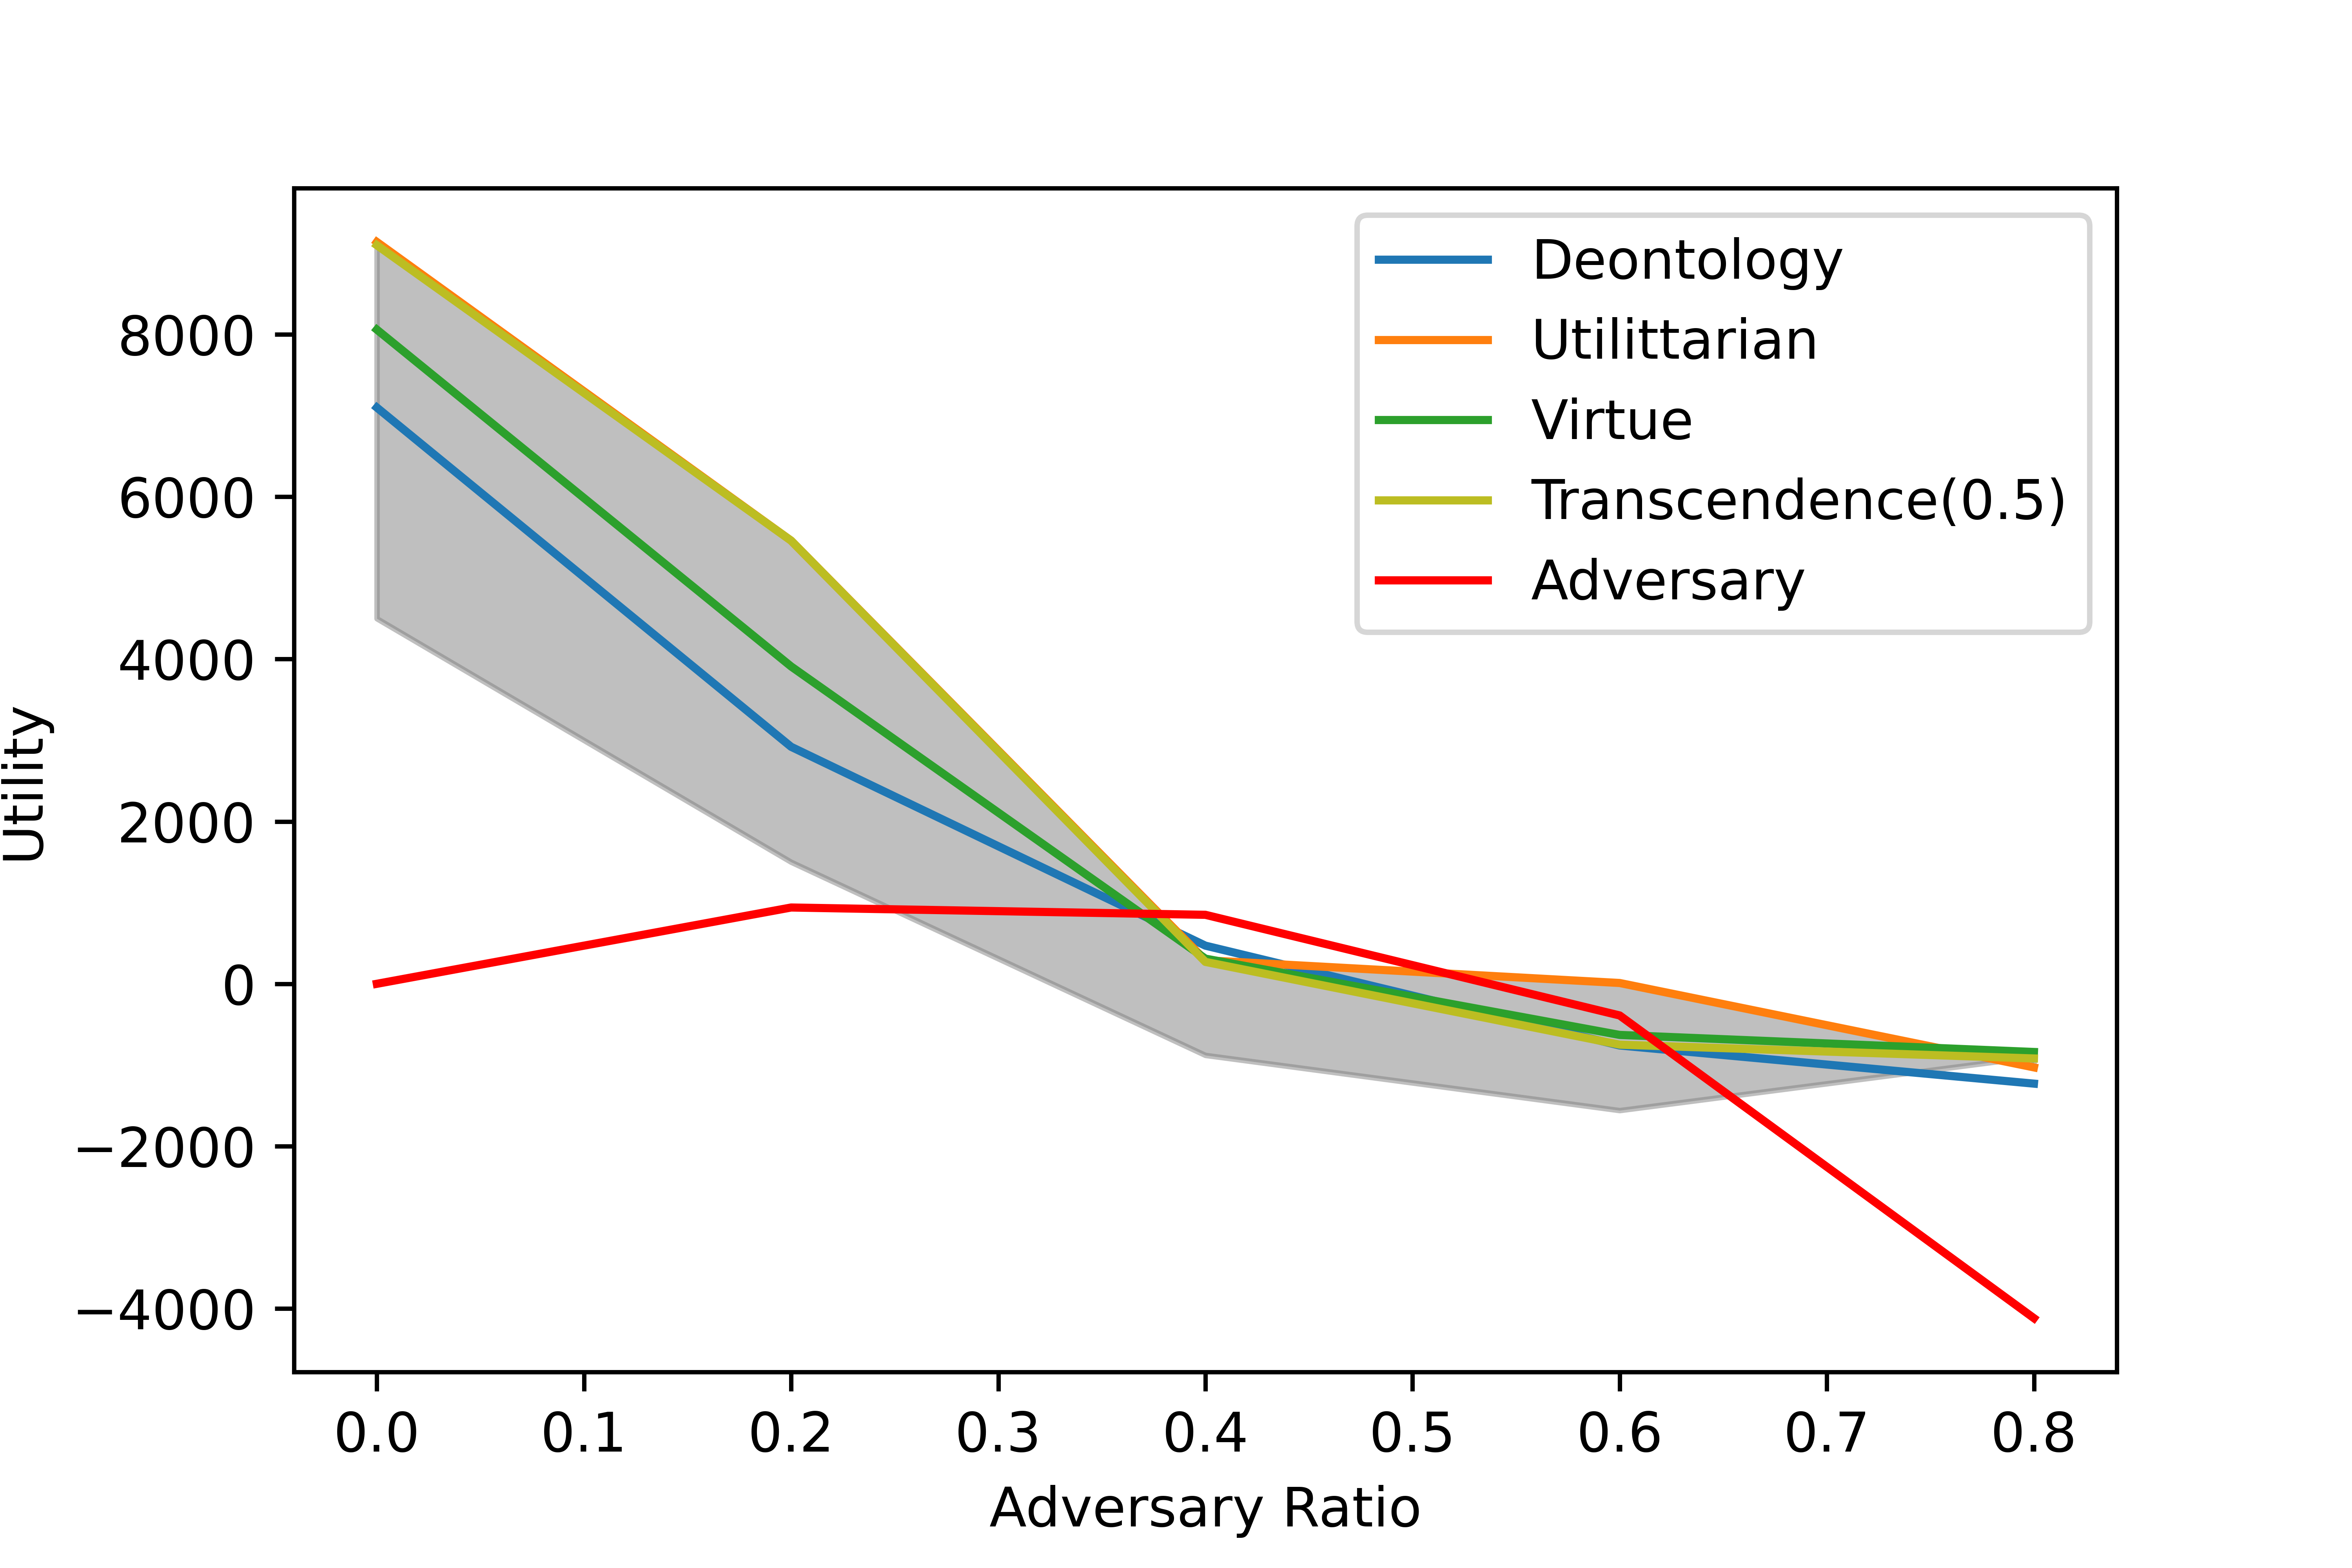 Deontology
Utilittarian
Virtue
Transcendence(0.5)
Adversary
8000
6000
4000
2000
0
−2000
−4000
Utility
0.0 0.1 0.2 0.3 0.4 0.5 0.6 0.7 0.8
Adversary Ratio